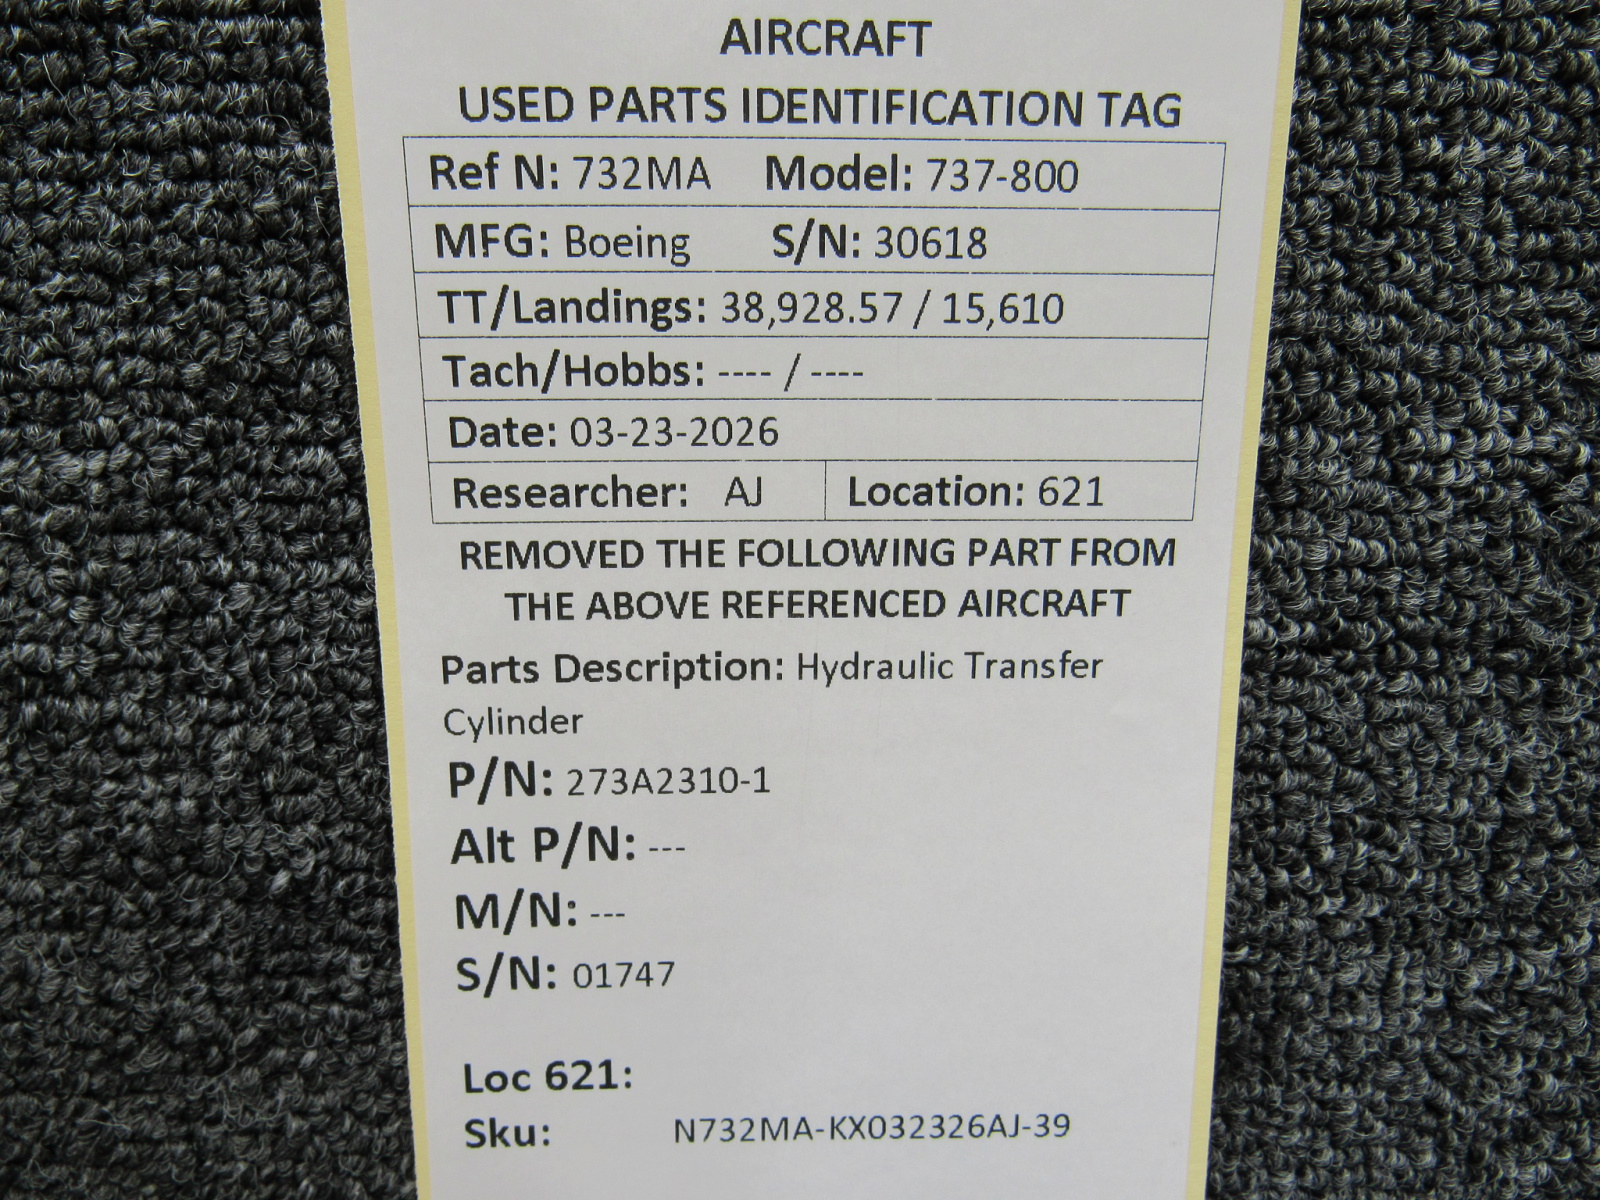 AIRCRAFT
USED PARTS IDENTIFICATION TAG
Ref N: 732MA Model: 737-800
MFG: Boeing S/N: 30618
TT/Landings: 38,928.57 / 15,610
Tach/Hobbs: ---- / ----
Date: 03-23-2026
Researcher: AJ Location: 621
REMOVED THE FOLLOWING PART FROM
THE ABOVE REFERENCED AIRCRAFT
Parts Description: Hydraulic Transfer
Cylinder
P/N: 273A2310-1
Alt P/N: ---
M/N: ---
S/N: 01747
Loc 621:
Sku: N732MA-KX032326AJ-39